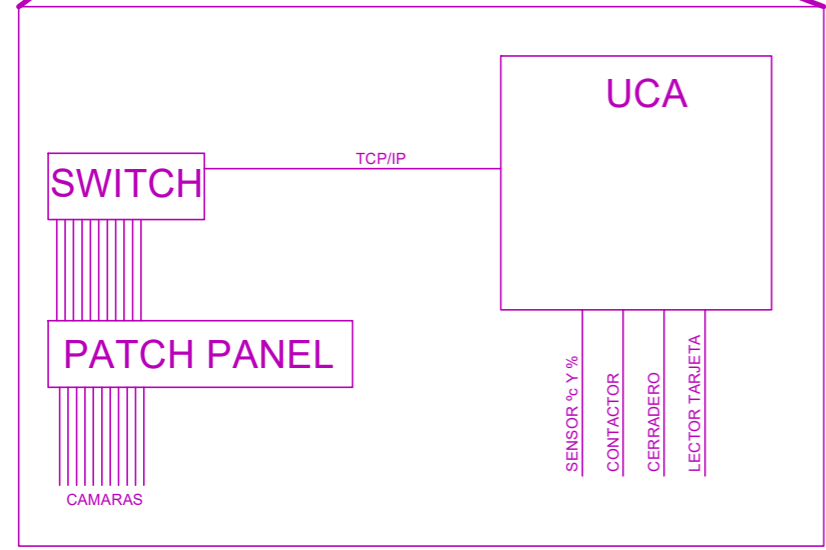 UCA
TCP/IP
SWITCH
PATCH PANEL
CAMARAS
SENSOR ºc Y %
CONTACTOR
CERRADERO
LECTOR TARJETA